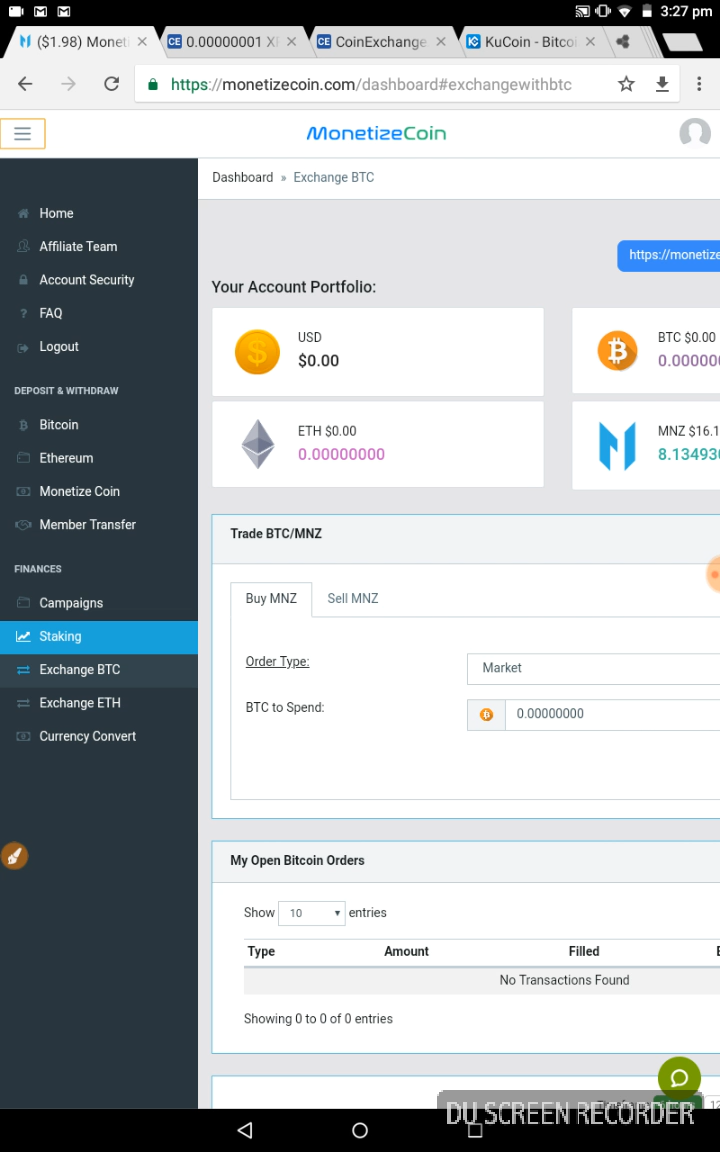 3:27 pm
($1.98) Moneti
CE 0.00000001 XI
CE CoinExchange
KuCoin - Bitcoi
https://monetizecoin.com/dashboard#exchangewithbtc
MonetizeCoin
Dashboard » Exchange BTC
Home
Affiliate Team
Account Security
FAQ
Logout
DEPOSIT & WITHDRAW
Bitcoin
Ethereum
Monetize Coin
Member Transfer
FINANCES
Campaigns
Staking
Exchange BTC
Exchange ETH
Currency Convert
https://monetize
Your Account Portfolio:
USD
$0.00
BTC $0.00
0.00000
ETH $0.00
0.00000000
MNZ $16.1
8.13493
Trade BTC/MNZ
Buy MNZ
Sell MNZ
Order Type:
Market
BTC to Spend:
0.00000000
My Open Bitcoin Orders
Show 10 entries
Type Amount Filled
No Transactions Found
Showing 0 to 0 of 0 entries
DU SCREEN RECORDER